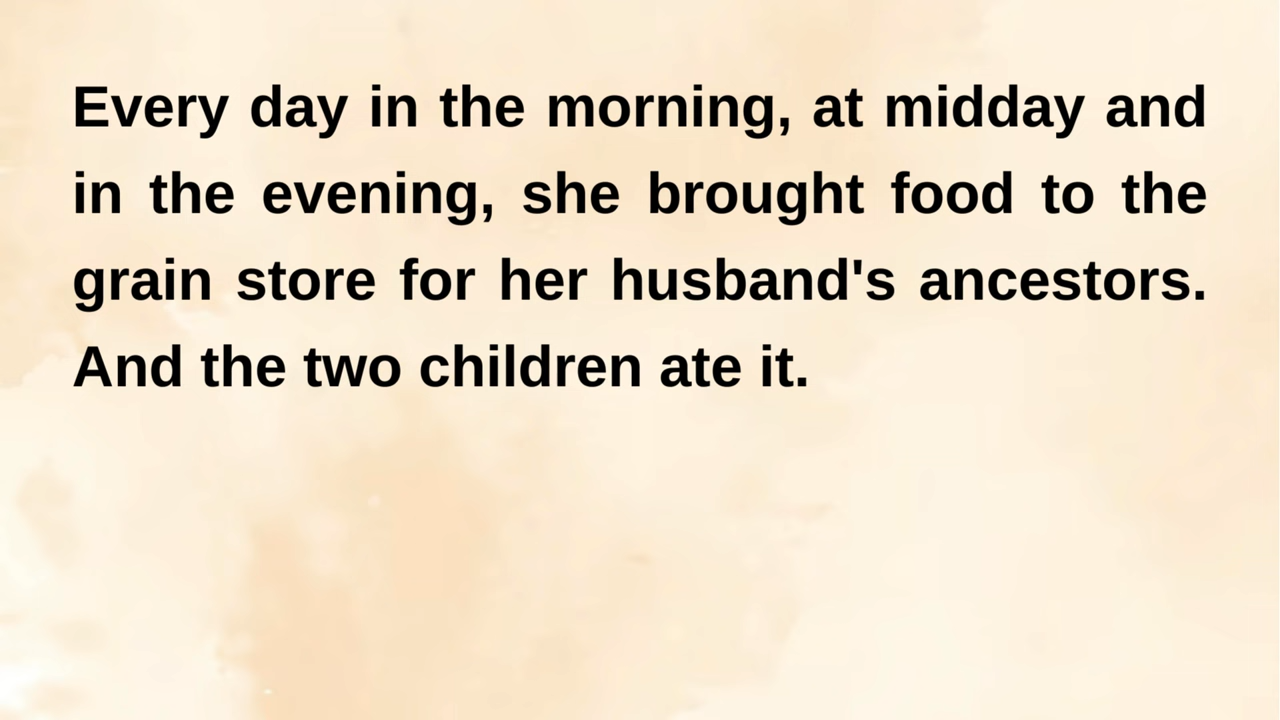 Every day in the morning, at midday and
in the evening, she brought food to the
grain store for her husband's ancestors.
And the two children ate it.